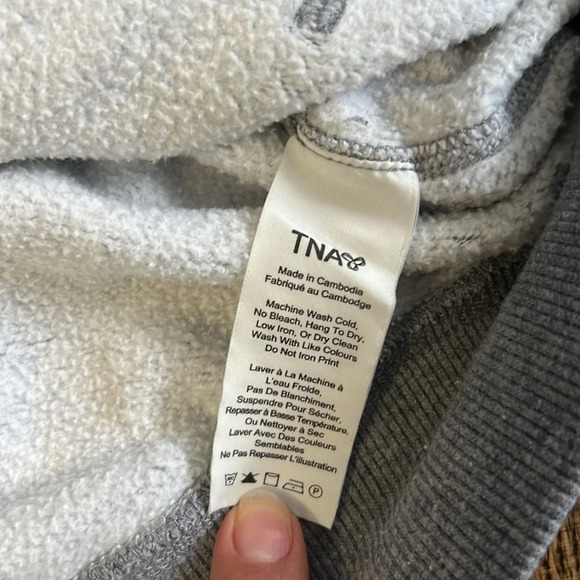 TNA
Made in Cambodia
Fabriqué au Cambodge
Machine Wash Cold,
No Bleach, Hang To Dry,
Low Iron, Or Dry Clean
Wash With Like Colours
Do Not Iron Print
Laver à La Machine à
L'eau Froide,
Pas De Blanchiment,
Suspendre Pour Sécher,
Repasser à Basse Température,
Ou Nettoyer à Sec
Laver Avec Des Couleurs
Semblables
Ne Pas Repasser L'illustration
P